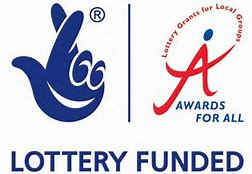 ®
Lottery Grants for Local Groups
AWARDS
FOR ALL
LOTTERY FUNDED